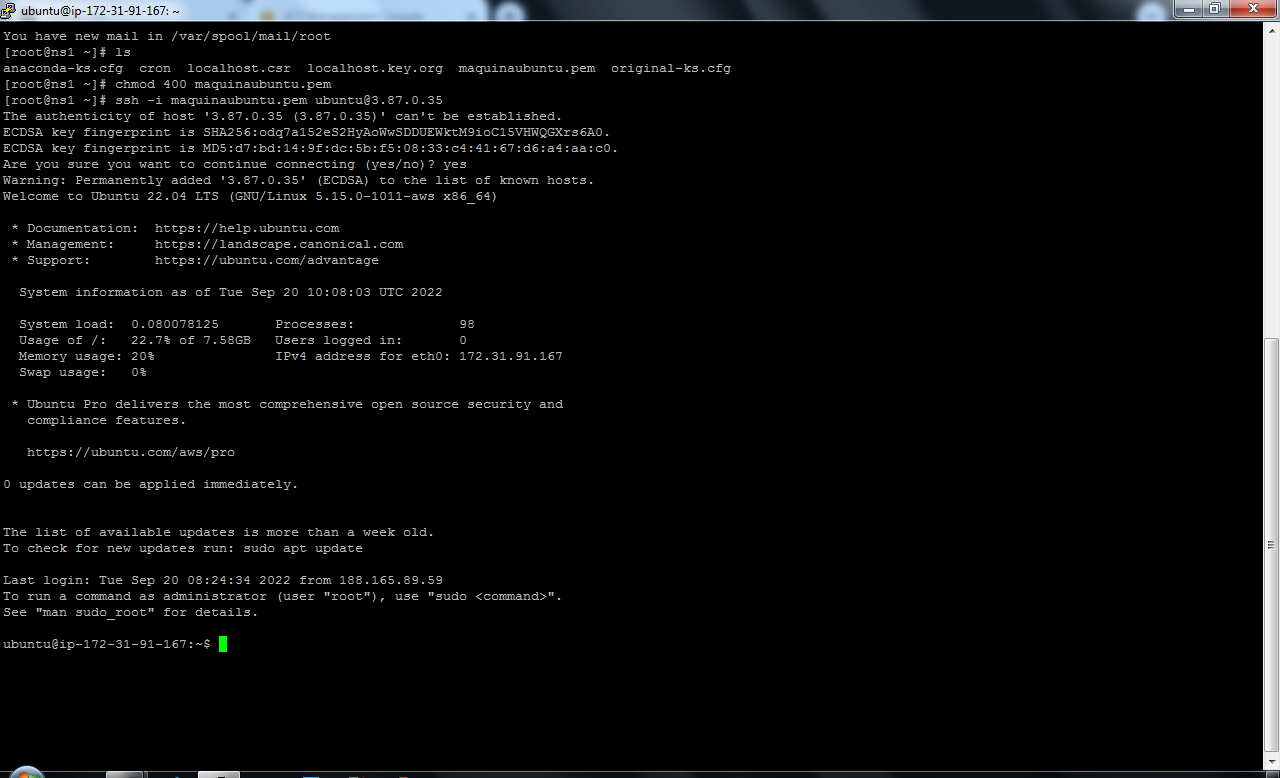 ubuntu@ip-172-31-91-167: ~
You have new mail in /var/spool/mail/root
[root@ns1 ~]# ls
anaconda-ks.cfg  cron  localhost.csr  localhost.key.org  maquinaubuntu.pem  original-ks.cfg
[root@ns1 ~]# chmod 400 maquinaubuntu.pem
[root@ns1 ~]# ssh -i maquinaubuntu.pem ubuntu@3.87.0.35
The authenticity of host '3.87.0.35 (3.87.0.35)' can't be established.
ECDSA key fingerprint is SHA256:odq7a152eS2HyAoWwSDDUEWktM9ioC15VHWQGXrs6A0.
ECDSA key fingerprint is MD5:d7:bd:14:9f:dc:5b:f5:08:33:c4:41:67:d6:a4:aa:c0.
Are you sure you want to continue connecting (yes/no)? yes
Warning: Permanently added '3.87.0.35' (ECDSA) to the list of known hosts.
Welcome to Ubuntu 22.04 LTS (GNU/Linux 5.15.0-1011-aws x86_64)

 * Documentation:  https://help.ubuntu.com
 * Management:     https://landscape.canonical.com
 * Support:        https://ubuntu.com/advantage

  System information as of Tue Sep 20 10:08:03 UTC 2022

  System load:  0.080078125       Processes:             98
  Usage of /:   22.7% of 7.58GB   Users logged in:       0
  Memory usage: 20%               IPv4 address for eth0: 172.31.91.167
  Swap usage:   0%

 * Ubuntu Pro delivers the most comprehensive open source security and
   compliance features.

   https://ubuntu.com/aws/pro

0 updates can be applied immediately.

The list of available updates is more than a week old.
To check for new updates run: sudo apt update

Last login: Tue Sep 20 08:24:34 2022 from 188.165.89.59
To run a command as administrator (user "root"), use "sudo <command>".
See "man sudo_root" for details.

ubuntu@ip-172-31-91-167:~$